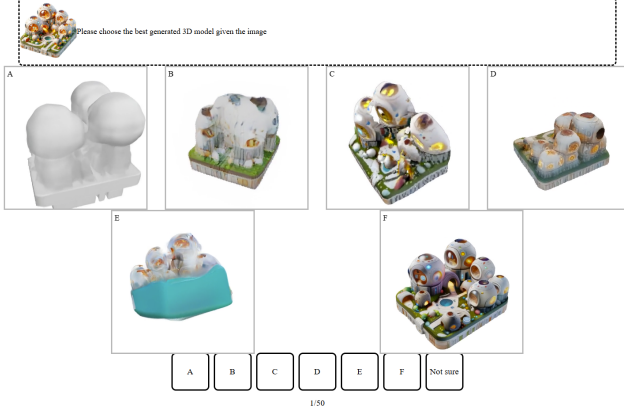 Please choose the best generated 3D model given the image
A
B
C
D
E
F
A
B
C
D
E
F
Not sure
1/50